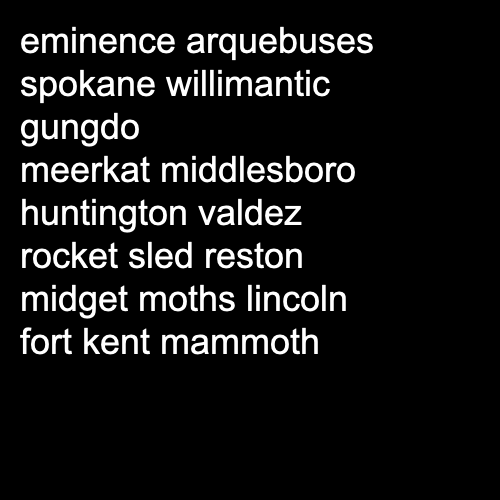 eminence arquebuses
spokane willimantic
gungdo
meerkat middlesboro
huntington valdez
rocket sled reston
midget moths lincoln
fort kent mammoth